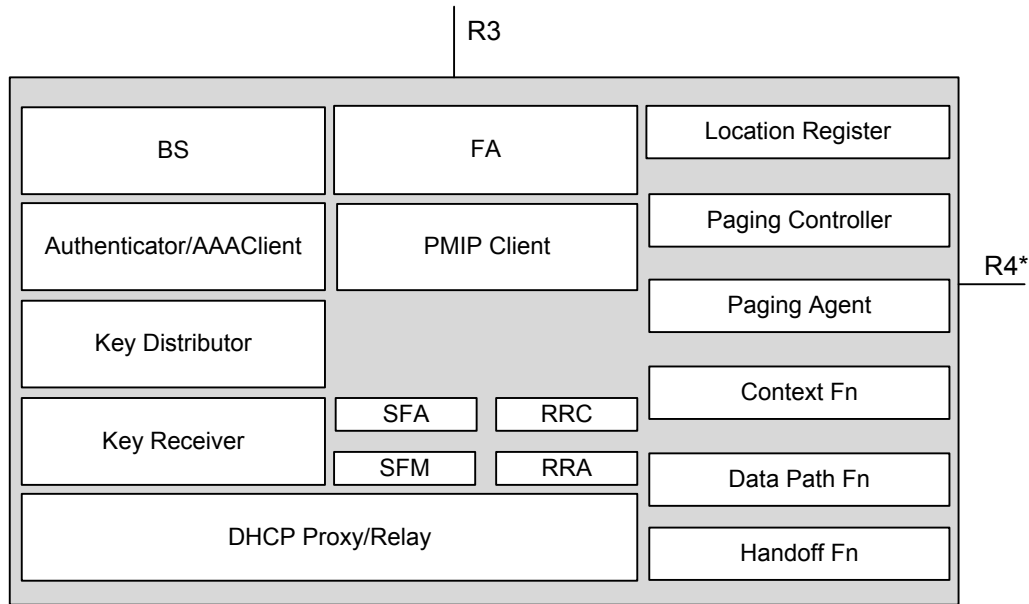 R3
BS
FA
Location Register
Authenticator/AAAClient
PMIP Client
Paging Controller
R4*
Paging Agent
Key Distributor
Context Fn
SFA
RRC
Key Receiver
SFM
RRA
Data Path Fn
DHCP Proxy/Relay
Handoff Fn